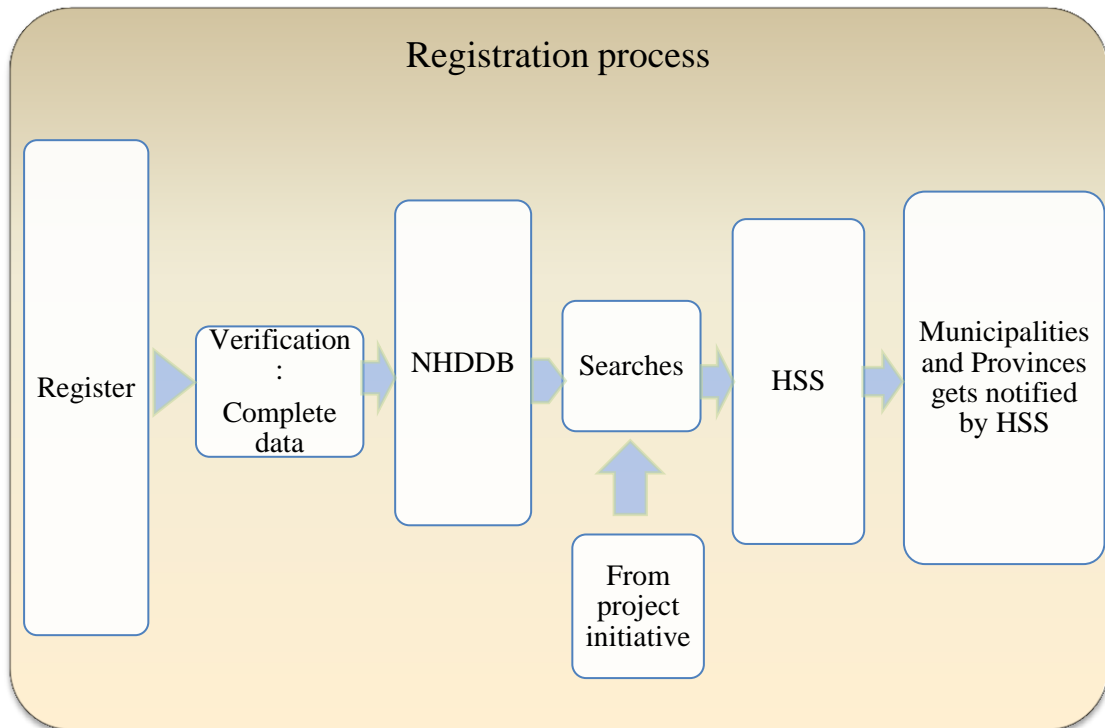 Registration process
Register
Verification
:
Complete
data
NHDDB
Searches
From
project
initiative
HSS
Municipalities
and Provinces
gets notified
by HSS